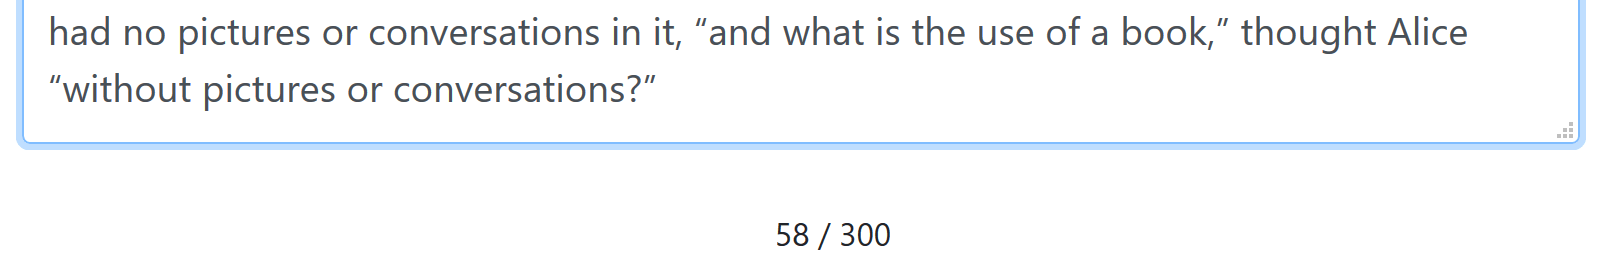 had no pictures or conversations in it, “and what is the use of a book,” thought Alice
“without pictures or conversations?”
58 / 300